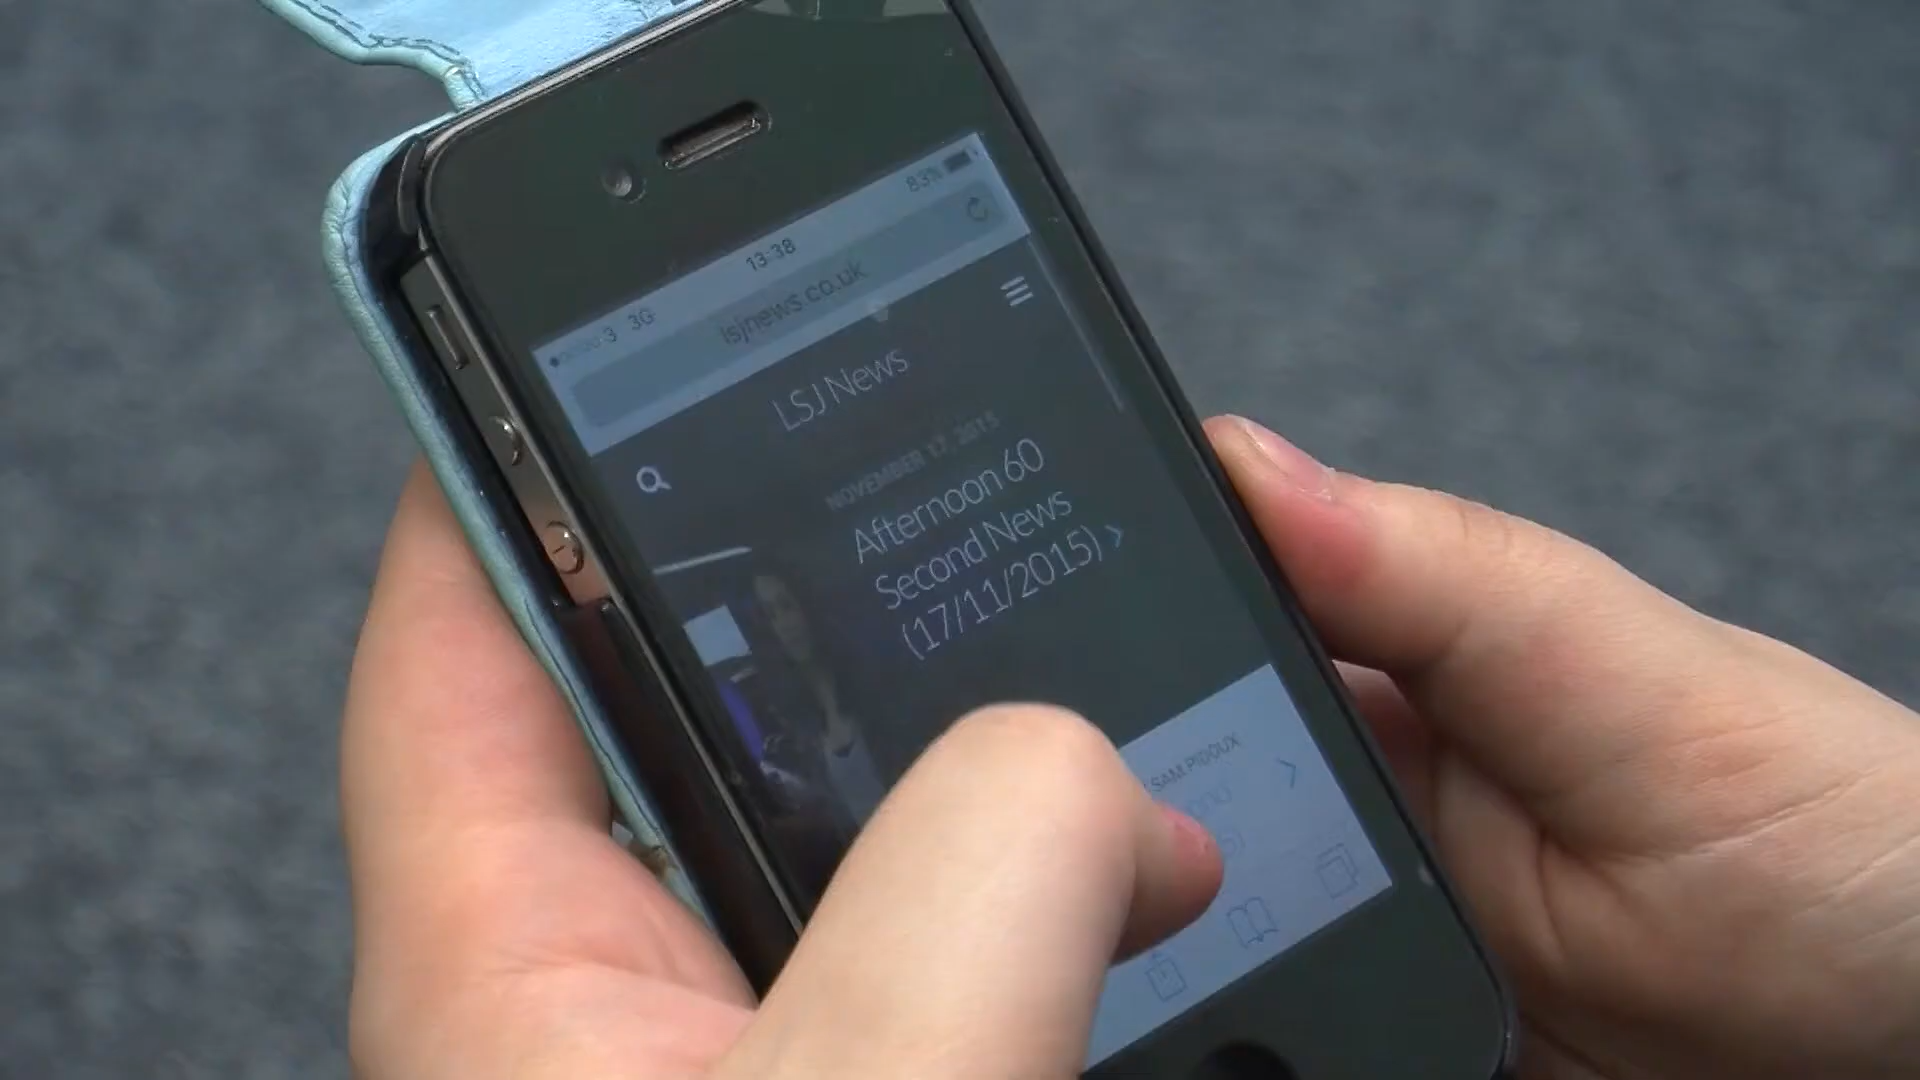 3 3G 13:38 83%
lsjnews.co.uk
LSJ News
NOVEMBER 17, 2015
Afternoon 60
Second News
(17/11/2015)
SAM PIDOUX